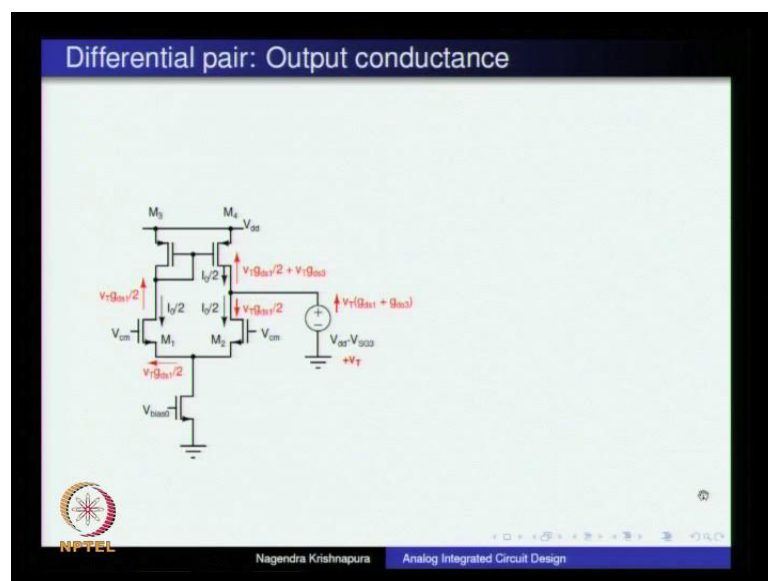 Differential pair: Output conductance
M3 M4
Vdd
I0/2 vTgds1/2 + vTgds3
vTgds1/2 I0/2 I0/2 vTgds1/2 vT(gds1 + gds3)
Vcm M1 M2 Vcm Vdd-VSG3
+vT
vTgds1/2
Vbias0
NPTEL
Nagendra Krishnapura Analog Integrated Circuit Design